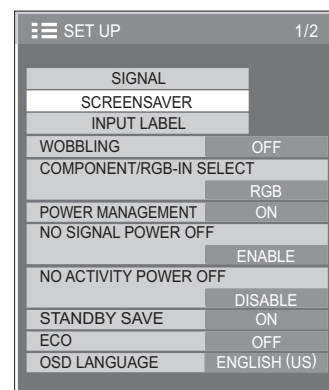 SET UP 1/2
SIGNAL
SCREENSAVER
INPUT LABEL
WOBBLING OFF
COMPONENT/RGB-IN SELECT
RGB
POWER MANAGEMENT ON
NO SIGNAL POWER OFF
ENABLE
NO ACTIVITY POWER OFF
DISABLE
STANDBY SAVE ON
ECO OFF
OSD LANGUAGE ENGLISH (US)